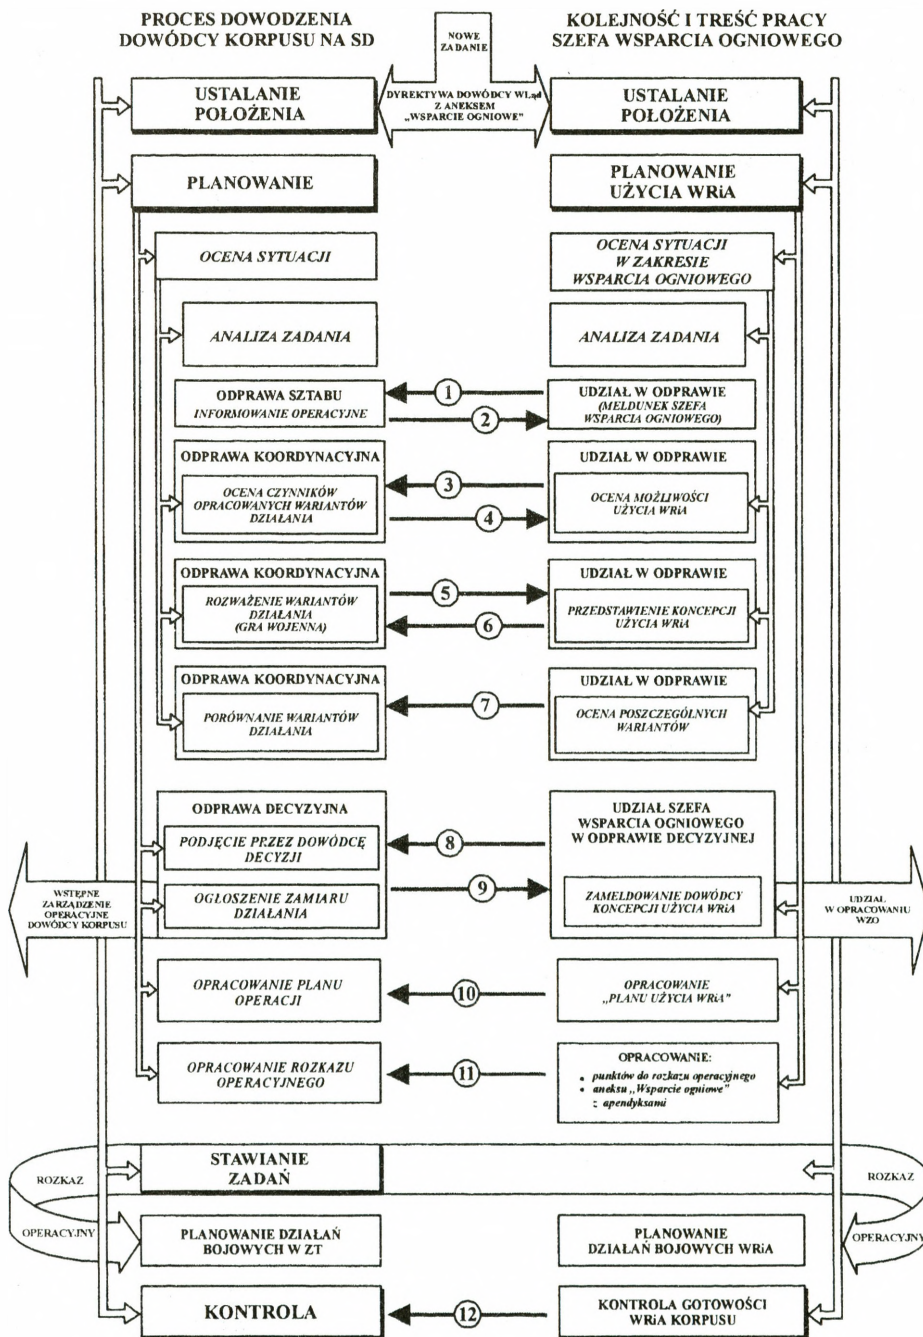 PROCES DOWODZENIA
DOWÓDCY KORPUSU NA SD
NOWE
ZADANIE
KOLEJNOŚĆ I TREŚĆ PRACY
SZEFA WSPARCIA OGNIOWEGO
USTALANIE
POŁOŻENIA
DYREKTYWA DOWÓDCY WLąd
Z ANEKSEM
„WSPARCIE OGNIOWE”
USTALANIE
POŁOŻENIA
PLANOWANIE
PLANOWANIE
UŻYCIA WRiA
OCENA SYTUACJI
OCENA SYTUACJI
W ZAKRESIE
WSPARCIA OGNIOWEGO
ANALIZA ZADANIA
ANALIZA ZADANIA
ODPRAWA SZTABU
INFORMOWANIE OPERACYJNE
1
2
UDZIAŁ W ODPRAWIE
(MELDUNEK SZEFA
WSPARCIA OGNIOWEGO)
ODPRAWA KOORDYNACYJNA
OCENA CZYNNIKÓW
OPRACOWANYCH WARIANTÓW
DZIAŁANIA
3
4
UDZIAŁ W ODPRAWIE
OCENA MOŻLIWOŚCI
UŻYCIA WRiA
ODPRAWA KOORDYNACYJNA
ROZWAŻENIE WARIANTÓW
DZIAŁANIA
(GRA WOJENNA)
5
6
UDZIAŁ W ODPRAWIE
PRZEDSTAWIENIE KONCEPCJI
UŻYCIA WRiA
ODPRAWA KOORDYNACYJNA
PORÓWNANIE WARIANTÓW
DZIAŁANIA
7
UDZIAŁ W ODPRAWIE
OCENA POSZCZEGÓLNYCH
WARIANTÓW
ODPRAWA DECYZYJNA
PODJĘCIE PRZEZ DOWÓDCĘ
DECYZJI
OGŁOSZENIE ZAMIARU
DZIAŁANIA
8
9
UDZIAŁ SZEFA
WSPARCIA OGNIOWEGO
W ODPRAWIE DECYZYJNEJ
ZAMELDOWANIE DOWÓDCY
KONCEPCJI UŻYCIA WRiA
WSTĘPNE
ZARZĄDZENIE
OPERACYJNE
DOWÓDCY KORPUSU
UDZIAŁ
W OPRACOWANIU
WZO
OPRACOWANIE PLANU
OPERACJI
10
OPRACOWANIE
„PLANU UŻYCIA WRiA”
OPRACOWANIE ROZKAZU
OPERACYJNEGO
11
OPRACOWANIE:
• punktów do rozkazu operacyjnego
• aneksu „Wsparcie ogniowe”
z apendyksami
STAWIANIE
ZADAŃ
ROZKAZ
ROZKAZ
OPERACYJNY
PLANOWANIE DZIAŁAŃ
BOJOWYCH W ZT
PLANOWANIE
DZIAŁAŃ BOJOWYCH WRiA
OPERACYJNY
KONTROLA
12
KONTROLA GOTOWOŚCI
WRiA KORPUSU